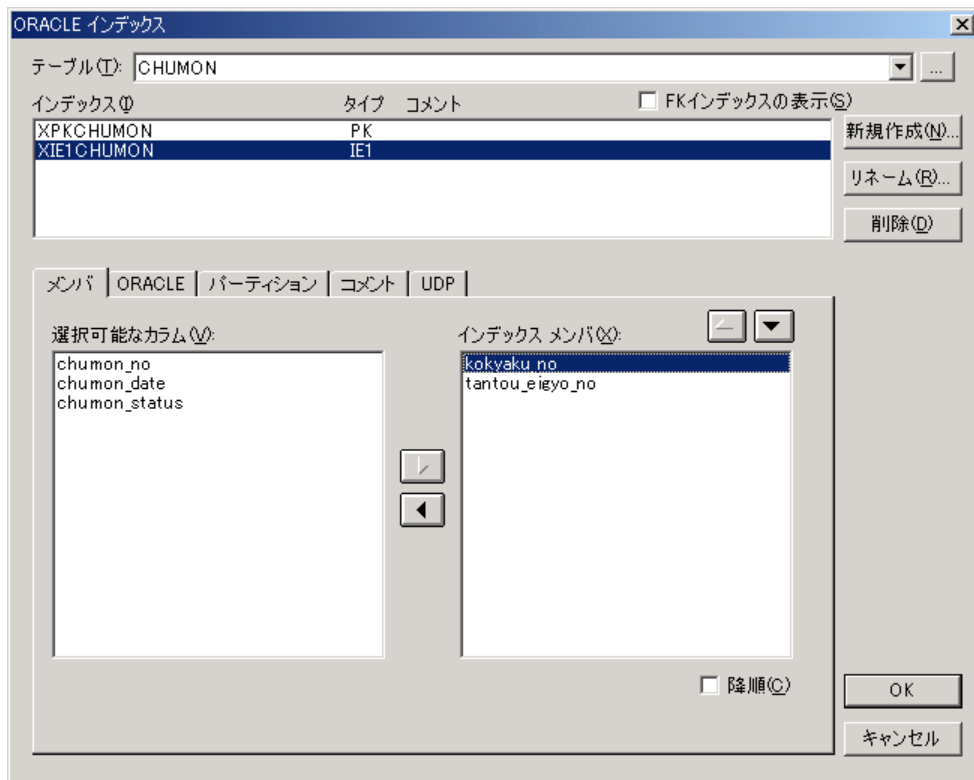 ORACLE インデックス
テーブル(T): CHUMON ...
インデックス(I) タイプ コメント FKインデックスの表示(S)
XPKCHUMON PK
XIE1CHUMON IE1
新規作成(N)...
リネーム(R)...
削除(D)
メンバ ORACLE パーティション コメント UDP
選択可能なカラム(V):
chumon_no
chumon_date
chumon_status
インデックス メンバ(X):
kokyaku_no
tantou_eigyo_no
降順(C)
OK
キャンセル